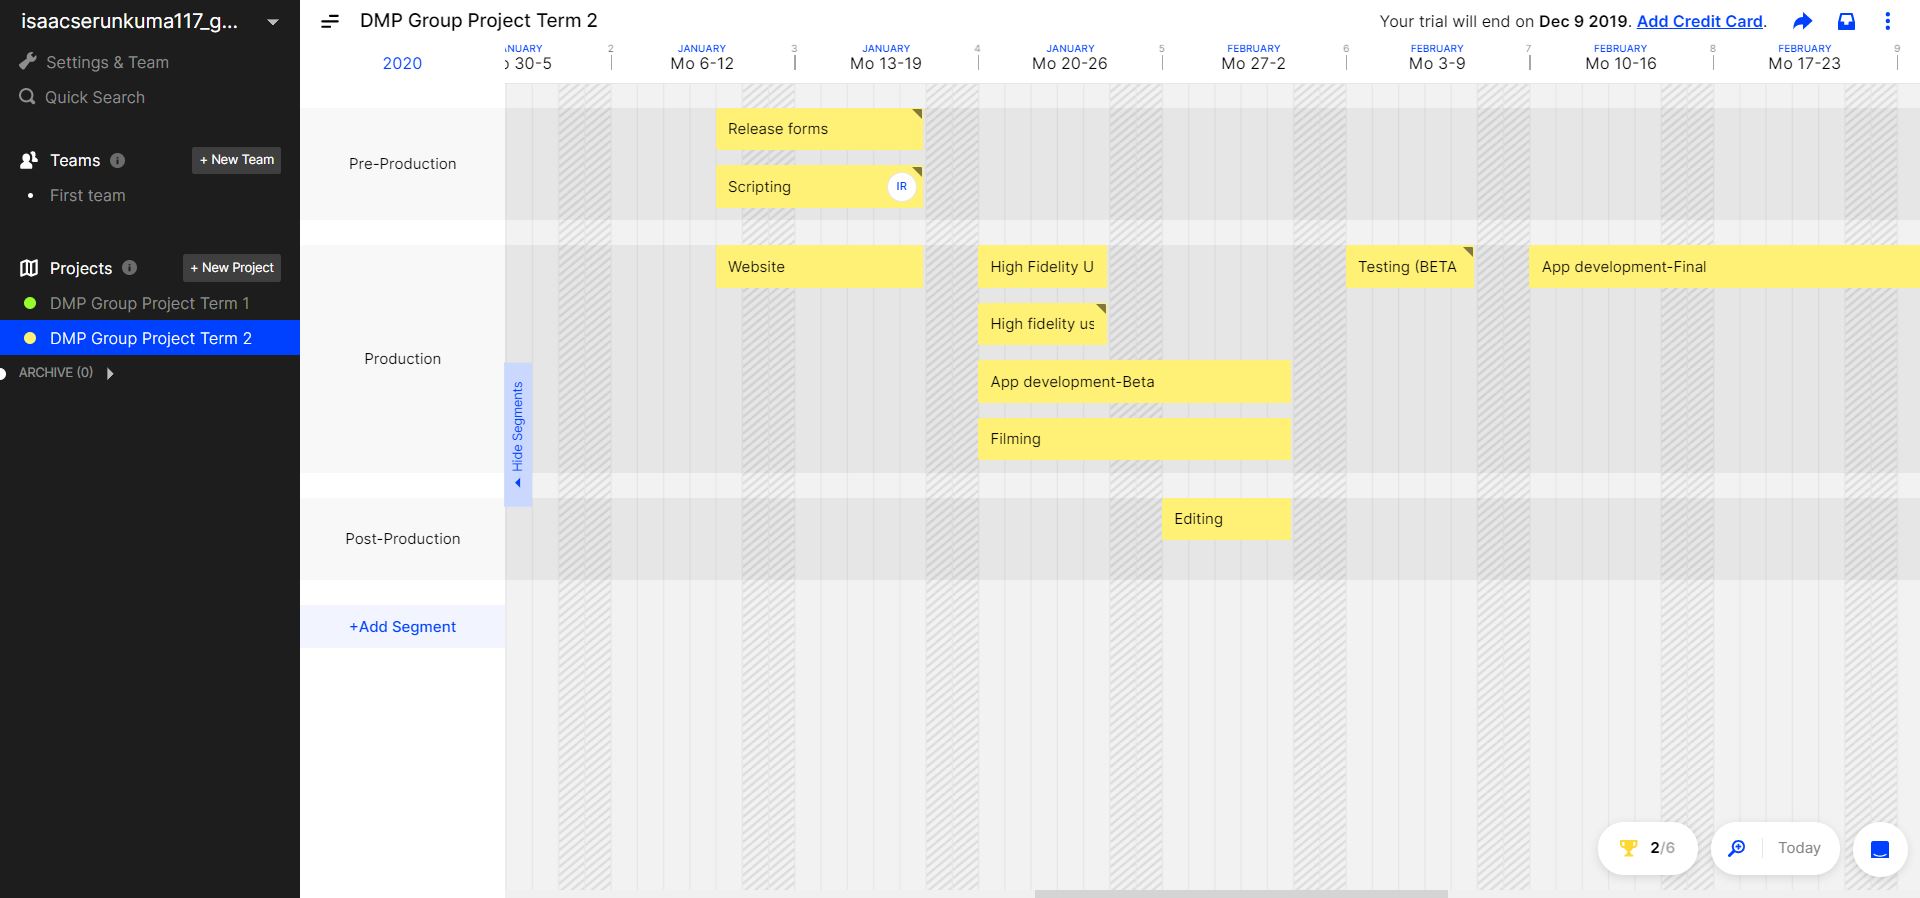 isaacserunkuma117_g...
Settings & Team
Quick Search
Teams
+ New Team
First team
Projects
+ New Project
DMP Group Project Term 1
DMP Group Project Term 2
ARCHIVE (0)
DMP Group Project Term 2
Your trial will end on Dec 9 2019. Add Credit Card.
2020
NUARY 2 JANUARY 3 JANUARY 4 JANUARY 5 FEBRUARY 6 FEBRUARY 7 FEBRUARY 8 FEBRUARY 9
30-5 Mo 6-12 Mo 13-19 Mo 20-26 Mo 27-2 Mo 3-9 Mo 10-16 Mo 17-23
Pre-Production
Release forms
Scripting IR
Production
Website High Fidelity U Testing (BETA App development-Final
High fidelity us
App development-Beta
Filming
Hide Segments
Post-Production
Editing
+Add Segment
2/6
Today